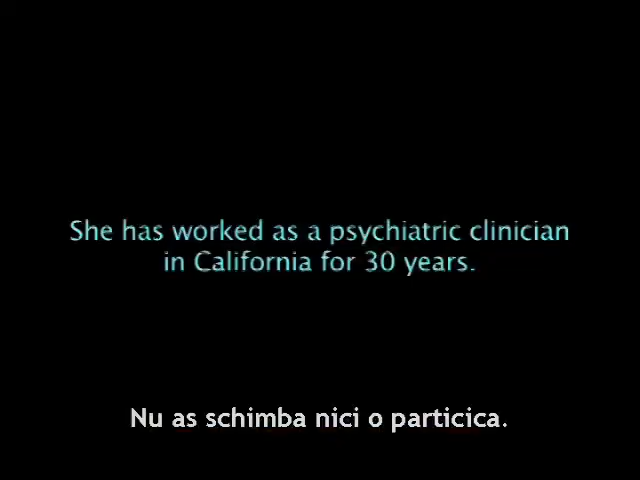 She has worked as a psychiatric clinician
in California for 30 years.
Nu as schimba nici o particica.